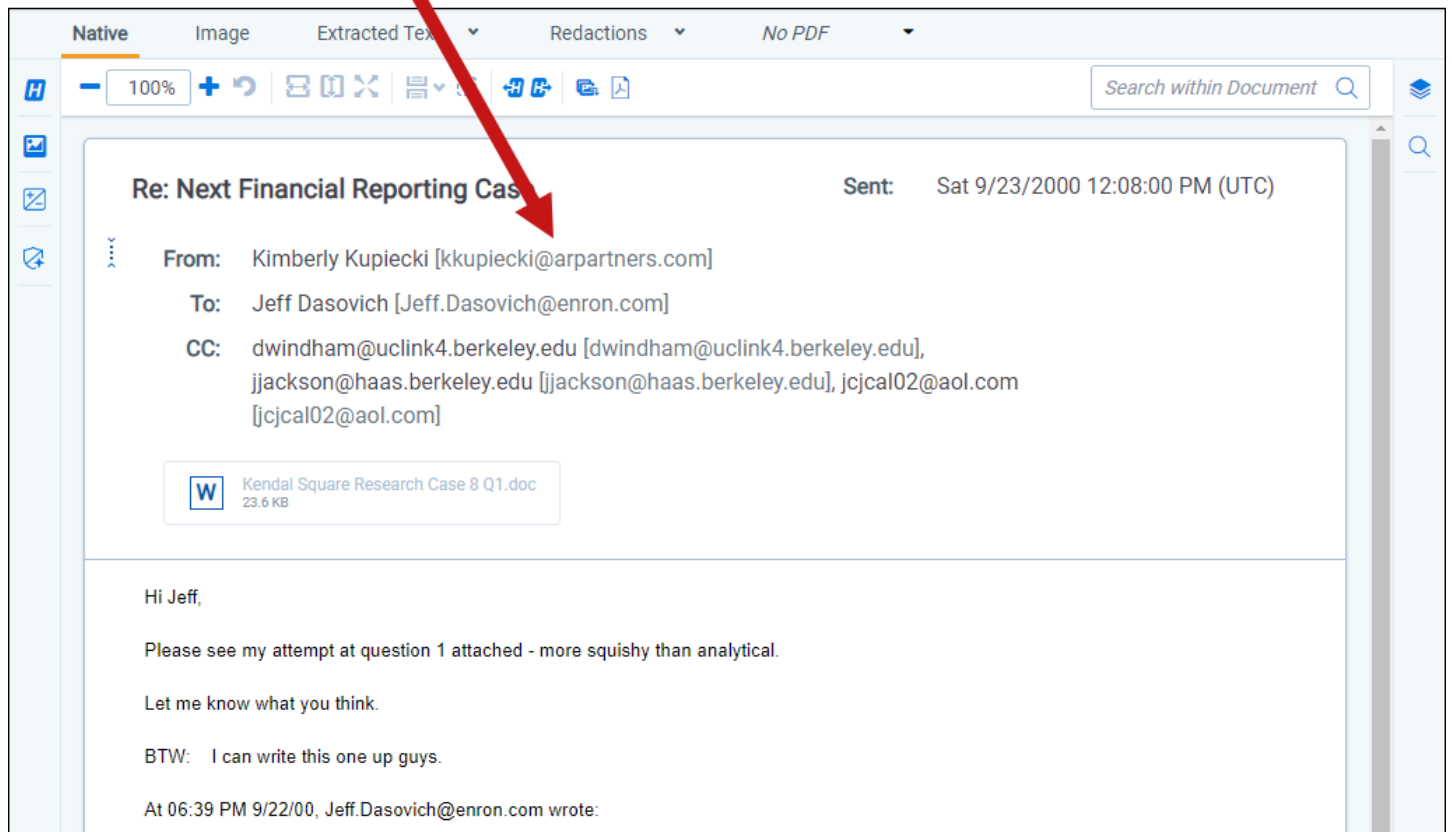 Native Image Extracted Text Redactions No PDF
100% Search within Document
Re: Next Financial Reporting Case Sent: Sat 9/23/2000 12:08:00 PM (UTC)
From: Kimberly Kupiecki [kkupiecki@arpartners.com]
To: Jeff Dasovich [Jeff.Dasovich@enron.com]
CC: dwindham@uclink4.berkeley.edu [dwindham@uclink4.berkeley.edu],
jjackson@haas.berkeley.edu [jjackson@haas.berkeley.edu], jcjcal02@aol.com
[jcjcal02@aol.com]
W Kendal Square Research Case 8 Q1.doc
23.6 KB
Hi Jeff,
Please see my attempt at question 1 attached - more squishy than analytical.
Let me know what you think.
BTW: I can write this one up guys.
At 06:39 PM 9/22/00, Jeff.Dasovich@enron.com wrote: